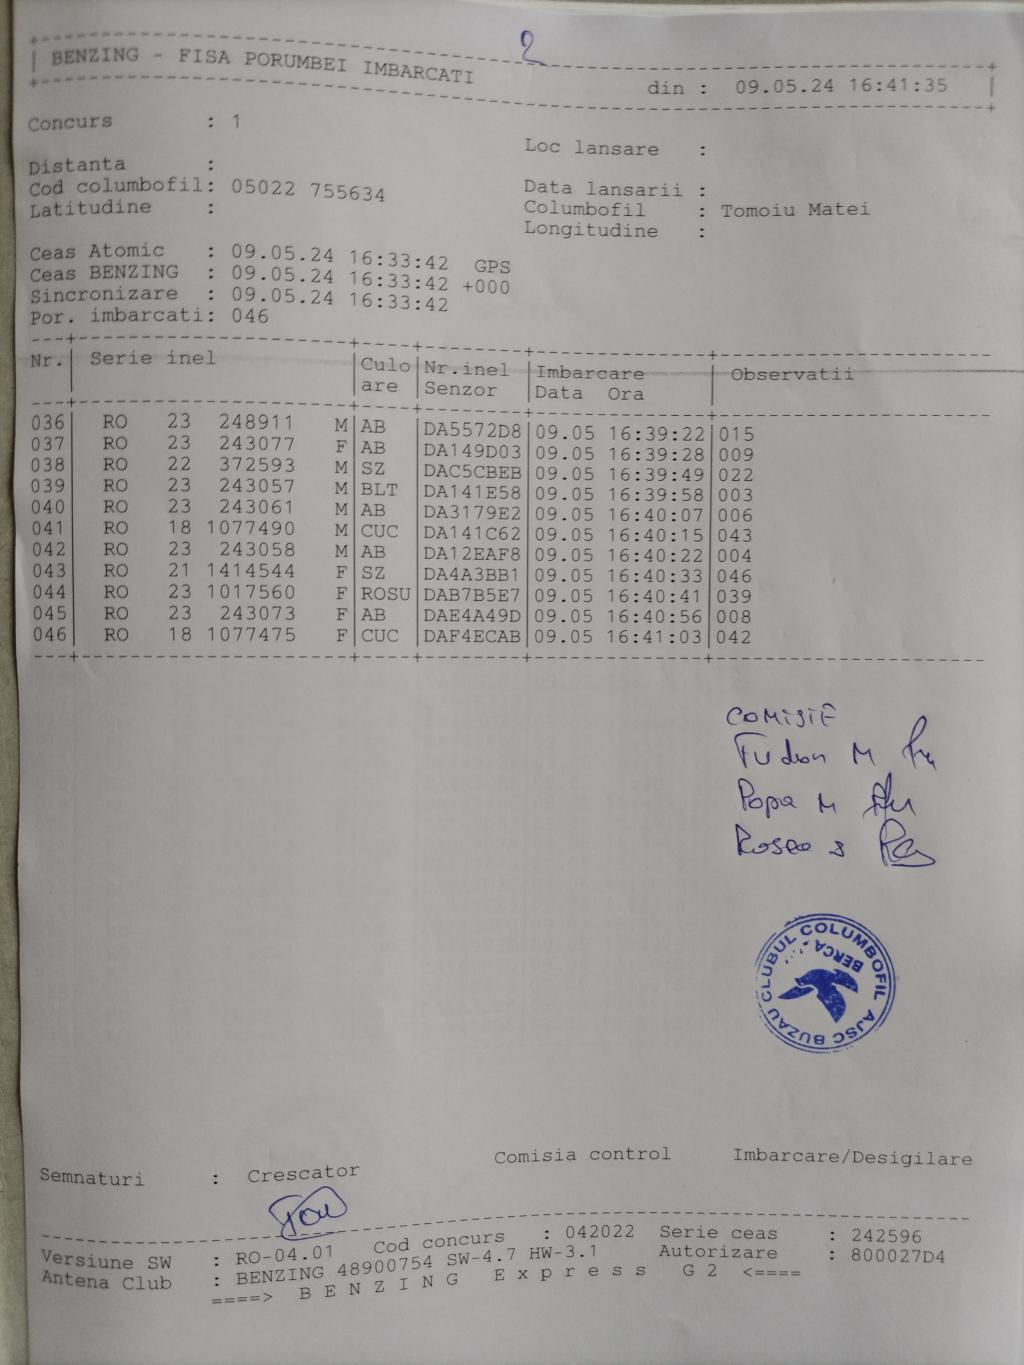 2
BENZING - FISA PORUMBEI IMBARCATI din : 09.05.24 16:41:35
Concurs : 1
Loc lansare :
Distanta :
Cod columbofil: 05022 755634 Data lansarii :
Latitudine : Columbofil : Tomoiu Matei
Longitudine :
Ceas Atomic : 09.05.24 16:33:42 GPS
Ceas BENZING : 09.05.24 16:33:42 +000
Sincronizare : 09.05.24 16:33:42
Por. imbarcati: 046
Nr. Serie inel Culo Nr.inel Imbarcare Observatii
are Senzor Data Ora
036 RO 23 248911 M AB DA5572D8 09.05 16:39:22 015
037 RO 23 243077 F AB DA149D03 09.05 16:39:28 009
038 RO 22 372593 M SZ DAC5CBEB 09.05 16:39:49 022
039 RO 23 243057 M BLT DA141E58 09.05 16:39:58 003
040 RO 23 243061 M AB DA3179E2 09.05 16:40:07 006
041 RO 18 1077490 M CUC DA141C62 09.05 16:40:15 043
042 RO 23 243058 M AB DA12EAF8 09.05 16:40:22 004
043 RO 21 1414544 F SZ DA4A3BB1 09.05 16:40:33 046
044 RO 23 1017560 F ROSU DAB7B5E7 09.05 16:40:41 039
045 RO 23 243073 F AB DAE4A49D 09.05 16:40:56 008
046 RO 18 1077475 F CUC DAF4ECAB 09.05 16:41:03 042
COMISIE
M
Popa M
CLUBUL COLUMBOFIL AJSC BUZAU
BERCA
Semnaturi : Crescator Comisia control Imbarcare/Desigilare
Versiune SW : RO-04.01 Cod concurs : 042022 Serie ceas : 242596
Antena Club : BENZING 48900754 SW-4.7 HW-3.1 Autorizare : 800027D4
====> B E N Z I N G E x p r e s s G 2 <====